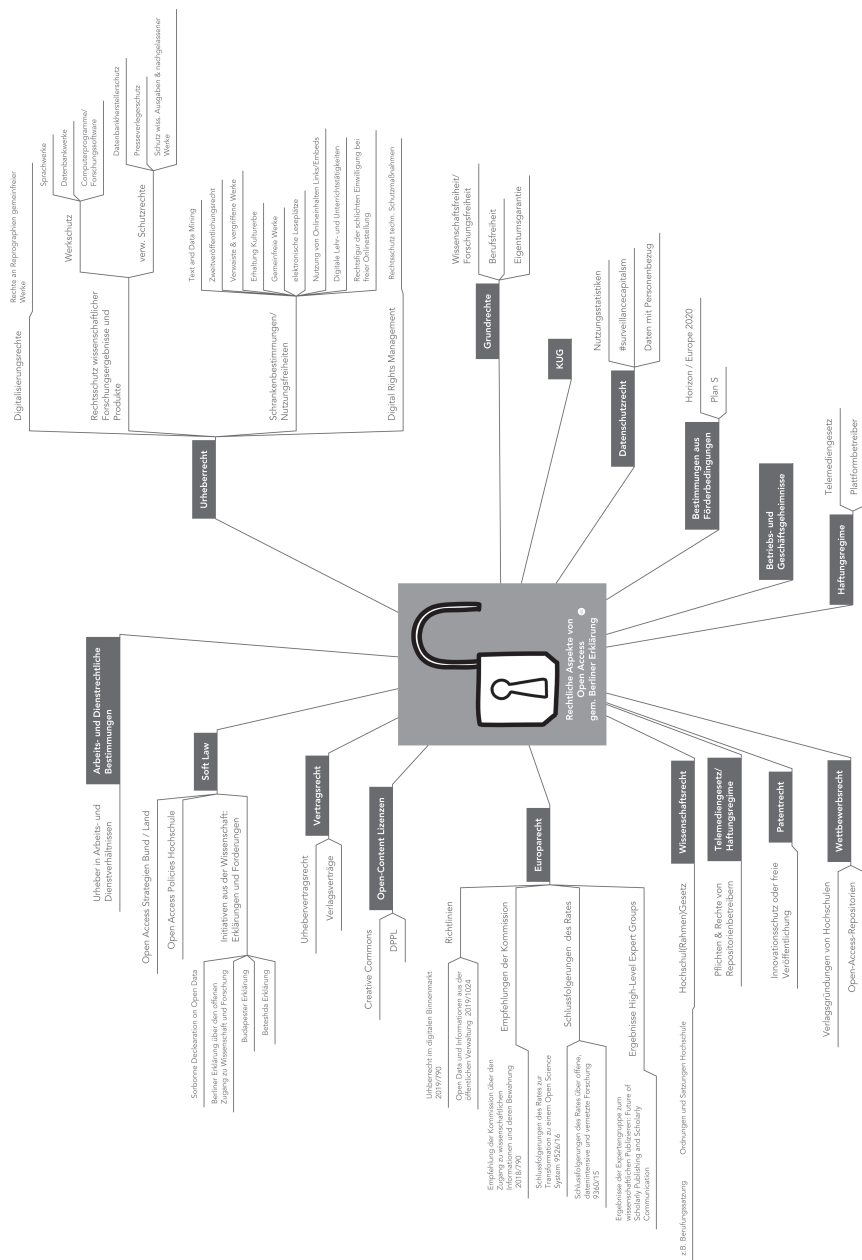 Rechtliche Aspekte von
Open Access
gem. Berliner Erklärung
Urheberrecht
Digitalisierungsrechte
Rechte an Reprographen gemeinfreier
Werke
Rechtsschutz wissenschaftlicher
Forschungsergebnisse und
Produkte
Werkschutz
Sprachwerke
Datenbankwerke
Computerprogramme/
Forschungssoftware
verw. Schutzrechte
Datenbankherstellerschutz
Presseverlegerschutz
Schutz wiss. Ausgaben & nachgelassener
Werke
Schrankenbestimmungen/
Nutzungsfreiheiten
Text and Data Mining
Zweitveröffentlichungsrecht
Verwaiste & vergriffene Werke
Erhaltung Kulturerbe
Gemeinfreie Werke
elektronische Leseplätze
Nutzung von Onlineinhalten Links/Embeds
Digitale Lehr- und Unterrichtstätigkeiten
Rechtsfigur der schlichten Einwilligung bei
freier Onlinestellung
Digital Rights Management
Rechtsschutz techn. Schutzmaßnahmen
Grundrechte
Wissenschaftsfreiheit/
Forschungsfreiheit
Berufsfreiheit
Eigentumsgarantie
KUG
Datenschutzrecht
Nutzungsstatistiken
#surveillancecapitalsm
Daten mit Personenbezug
Bestimmungen aus
Förderbedingungen
Horizon / Europe 2020
Plan S
Betriebs- und
Geschäftsgeheimnisse
Haftungsregime
Telemediengesetz
Plattformbetreiber
Arbeits- und Dienstrechtliche
Bestimmungen
Urheber in Arbeits- und
Dienstverhältnissen
Soft Law
Open Access Strategien Bund / Land
Open Access Policies Hochschule
Initiativen aus der Wissenschaft:
Erklärungen und Forderungen
Sorbonne Declearation on Open Data
Berliner Erklärung über den offenen
Zugang zu Wissenschaft und Forschung
Budapester Erklärung
Beteshda Erklärung
Vertragsrecht
Urhebervertragsrecht
Verlagsverträge
Open-Content Lizenzen
Creative Commons
DPPL
Europarecht
Richtlinien
Urhberrecht im digitalen Binnenmarkt
2019/790
Open Data und Informationen aus der
öffentlichen Verwaltung 2019/1024
Empfehlungen der Kommission
Empfehlung der Kommission über den
Zugang zu wissenschaftlichen
Informationen und deren Bewahrung
2018/790
Schlussfolgerungen des Rates
Schlussfolgerungen des Rates zur
Transformation zu einem Open Science
System 9526/16
Schlussfolgerungen des Rates über offene,
datenintensive und vernetzte Forschung
9360/15
Ergebnisse High-Level Expert Groups
Ergebnisse der Expertengruppe zum
wissenschaftlichen Publizieren: Future of
Scholarly Publishing and Scholarly
Communication
Wissenschaftsrecht
Hochschul(Rahmen)Gesetz
Ordnungen und Satzungen Hochschule
z.B. Berufungssatzung
Telemediengesetz/
Haftungsregime
Pflichten & Rechte von
Repositorienbetreibern
Patentrecht
Innovationsschutz oder freie
Veröffentlichung
Wettbewerbsrecht
Verlagsgründungen von Hochschulen
Open-Access-Repositorien